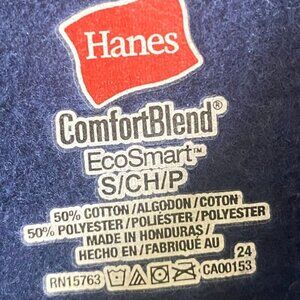 Hanes
ComfortBlend®
EcoSmart™
S/CH/P
50% COTTON/ALGODON/COTON
50% POLYESTER/POLIÉSTER/POLYESTER
MADE IN HONDURAS/
HECHO EN/FABRIQUÉ AU
24
RN15763 CA00153